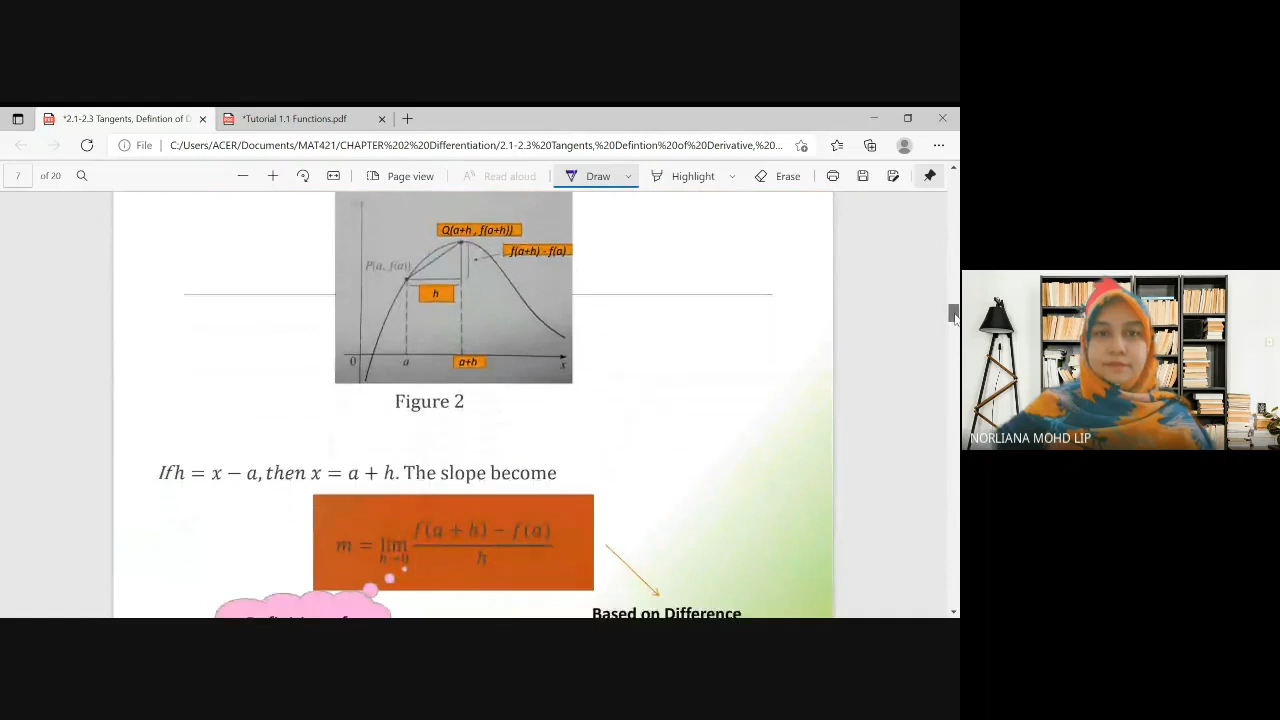 *2.1-2.3 Tangents, Defintion of D
*Tutorial 1.1 Functions.pdf
File
C:/Users/ACER/Documents/MAT421/CHAPTER%202%20Differentiation/2.1-2.3%20Tangents,%20Defintion%20of%20Derivative,%20...
7 of 20
Page view
Read aloud
Draw
Highlight
Erase
Q(a+h , f(a+h))
f(a+h) - f(a)
P(a, f(a))
h
0 a a+h x
Figure 2
If h = x − a, then x = a + h. The slope become
m = lim h→0 f(a + h) − f(a) / h
Based on Difference
NORLIANA MOHD LIP